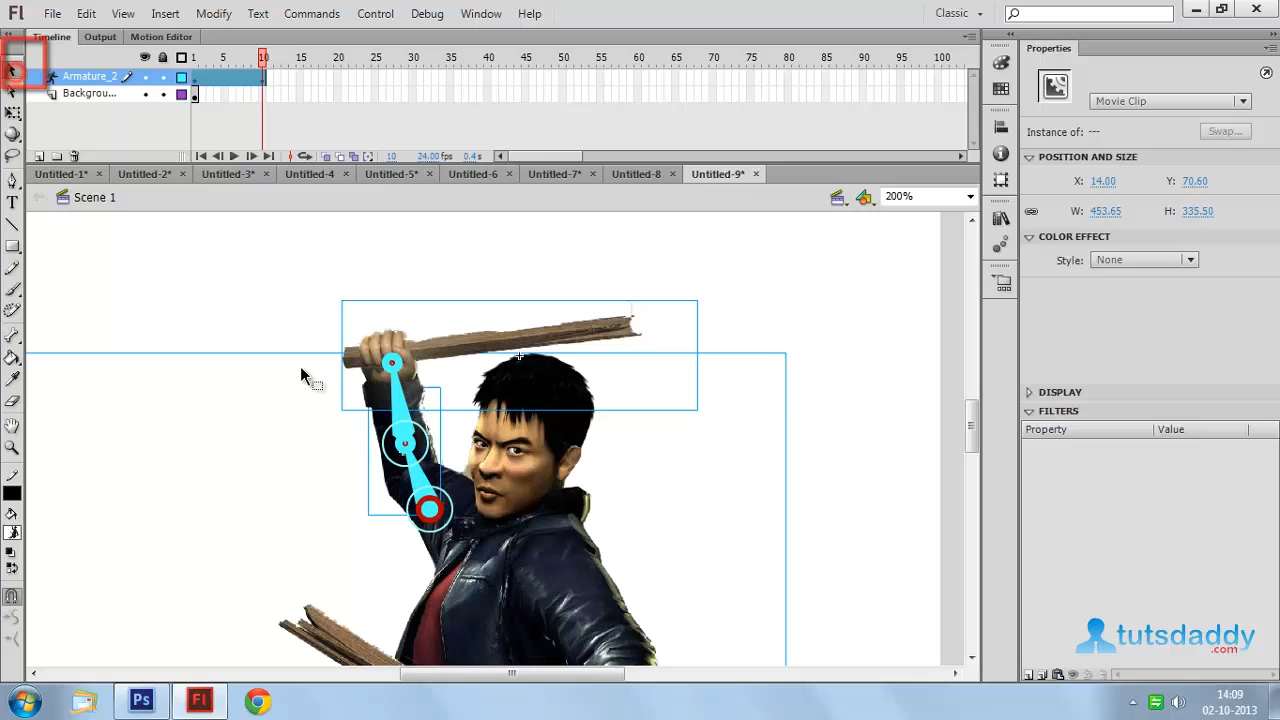 Fl File Edit View Insert Modify Text Commands Control Debug Window Help Classic
Timeline Output Motion Editor Properties
1 5 10 15 20 25 30 35 40 45 50 55 60 65 70 75 80 85 90 95 100
Armature_2
Backgrou...
Movie Clip
Instance of: --- Swap...
10 24.00 fps 0.4 s
POSITION AND SIZE
Untitled-1* Untitled-2* Untitled-3* Untitled-4 Untitled-5* Untitled-6 Untitled-7* Untitled-8 Untitled-9*
X: 14.00 Y: 70.60
Scene 1 200%
W: 453.65 H: 335.50
COLOR EFFECT
Style: None
DISPLAY
FILTERS
Property Value
tutsdaddy
.com
Ps Fl
14:09
02-10-2013